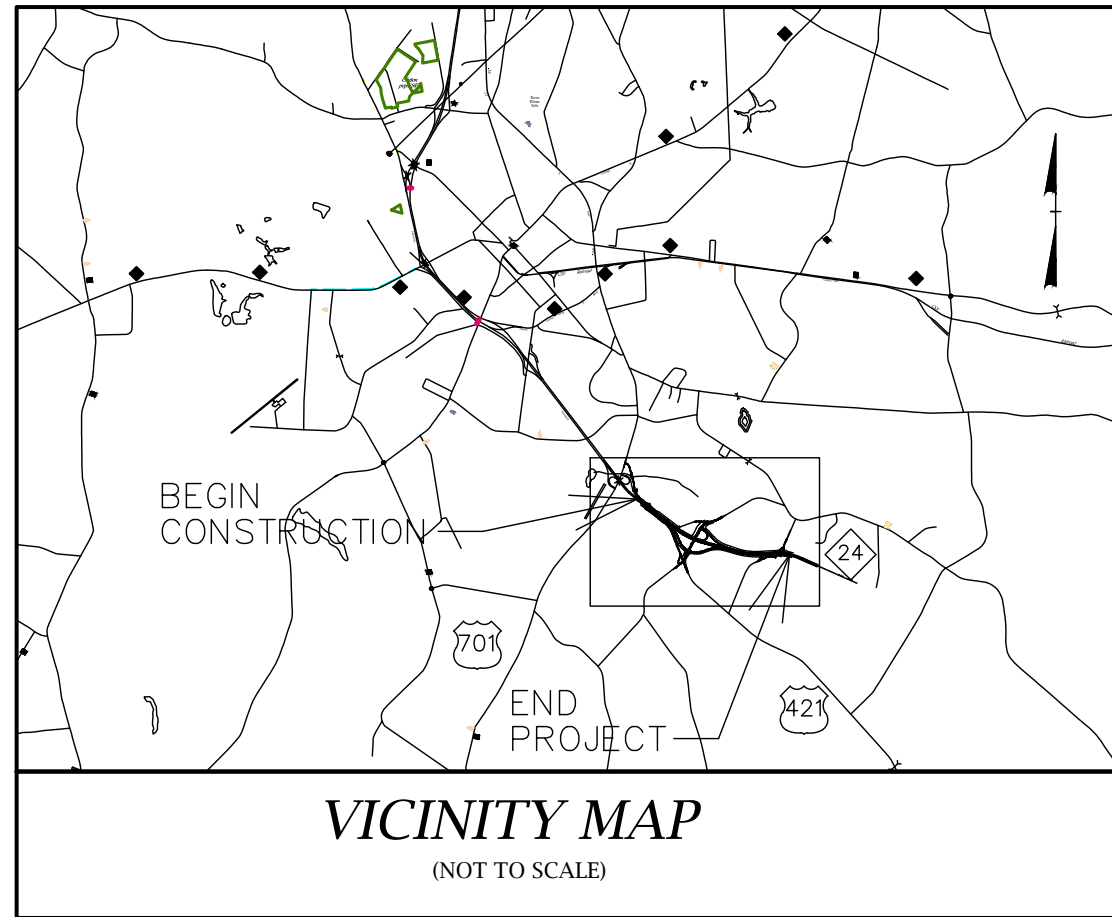 BEGIN
CONSTRUCTION
24
701
END
PROJECT
421
VICINITY MAP
(NOT TO SCALE)